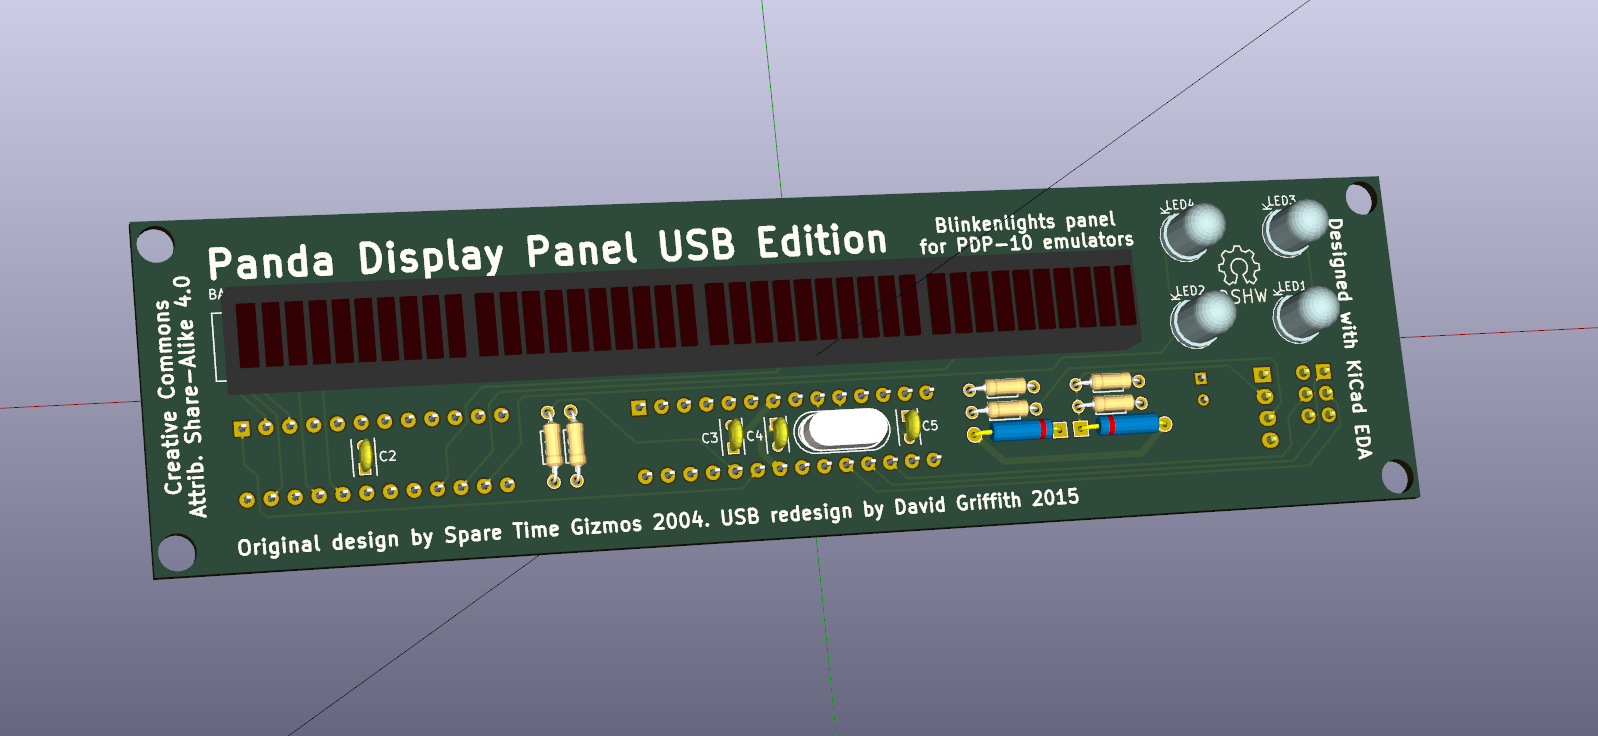 Panda Display Panel USB Edition
Blinkenlights panel
for PDP-10 emulators
LED4
LED3
LED2
LED1
Creative Commons
Attrib. Share-Alike 4.0
Designed with KiCad EDA
C2
C3
C4
C5
Original design by Spare Time Gizmos 2004. USB redesign by David Griffith 2015